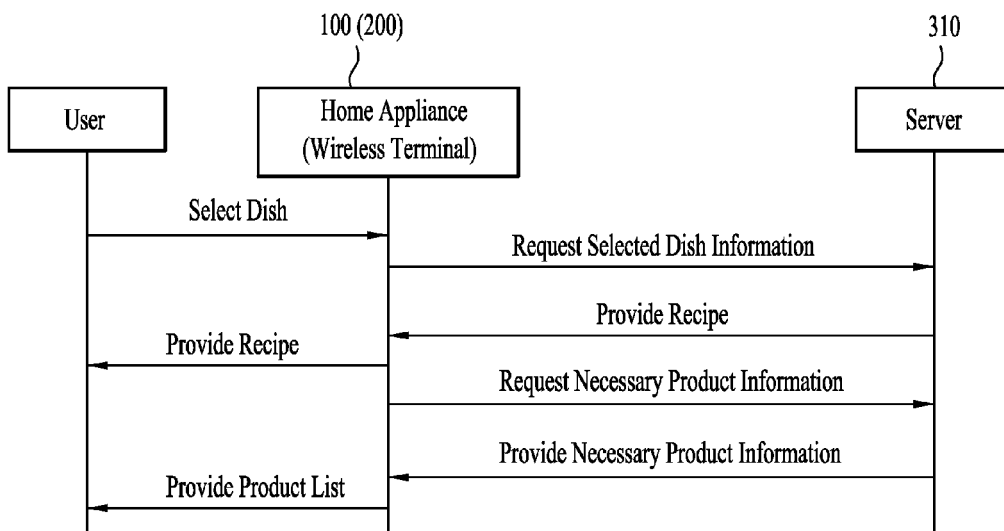 100 (200)
310
User
Home Appliance
(Wireless Terminal)
Server
Select Dish
Request Selected Dish Information
Provide Recipe
Provide Recipe
Request Necessary Product Information
Provide Necessary Product Information
Provide Product List